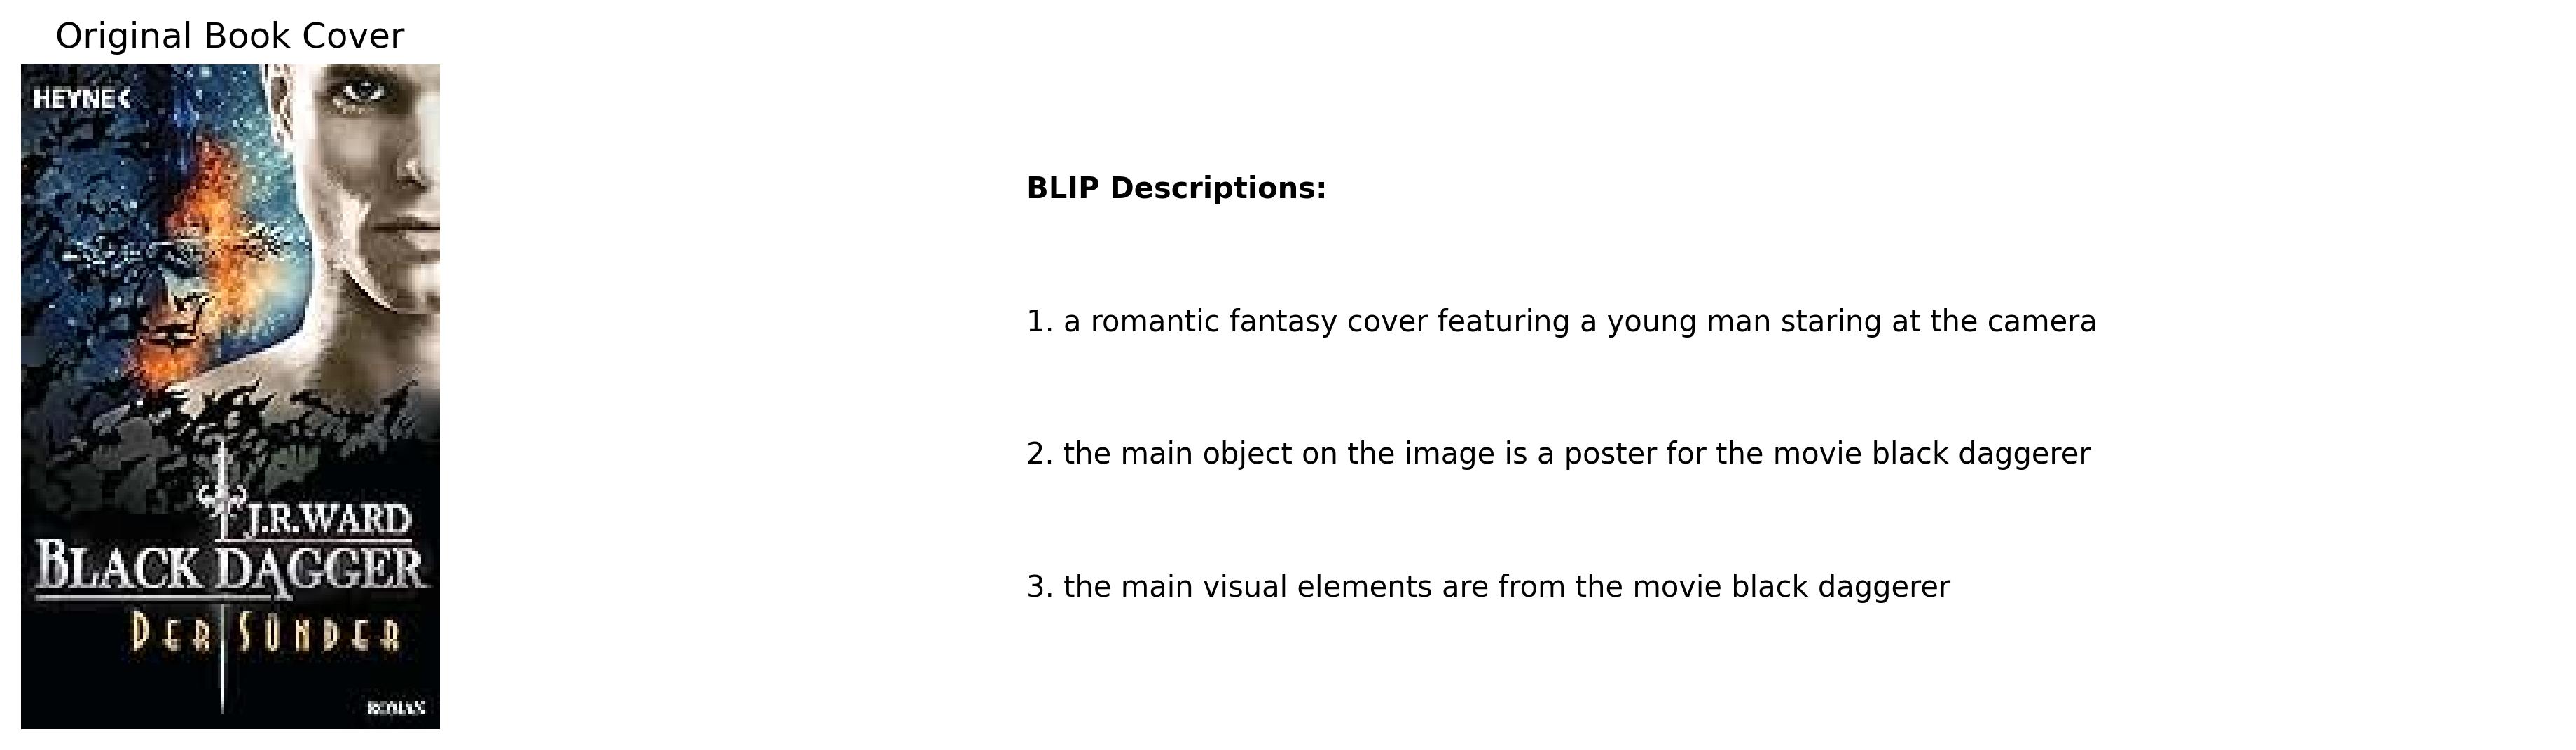 Original Book Cover
HEYNE<
J.R.WARD
BLACK DAGGER
DER SÜNDER
ROMAN
BLIP Descriptions:
1. a romantic fantasy cover featuring a young man staring at the camera
2. the main object on the image is a poster for the movie black daggerer
3. the main visual elements are from the movie black daggerer